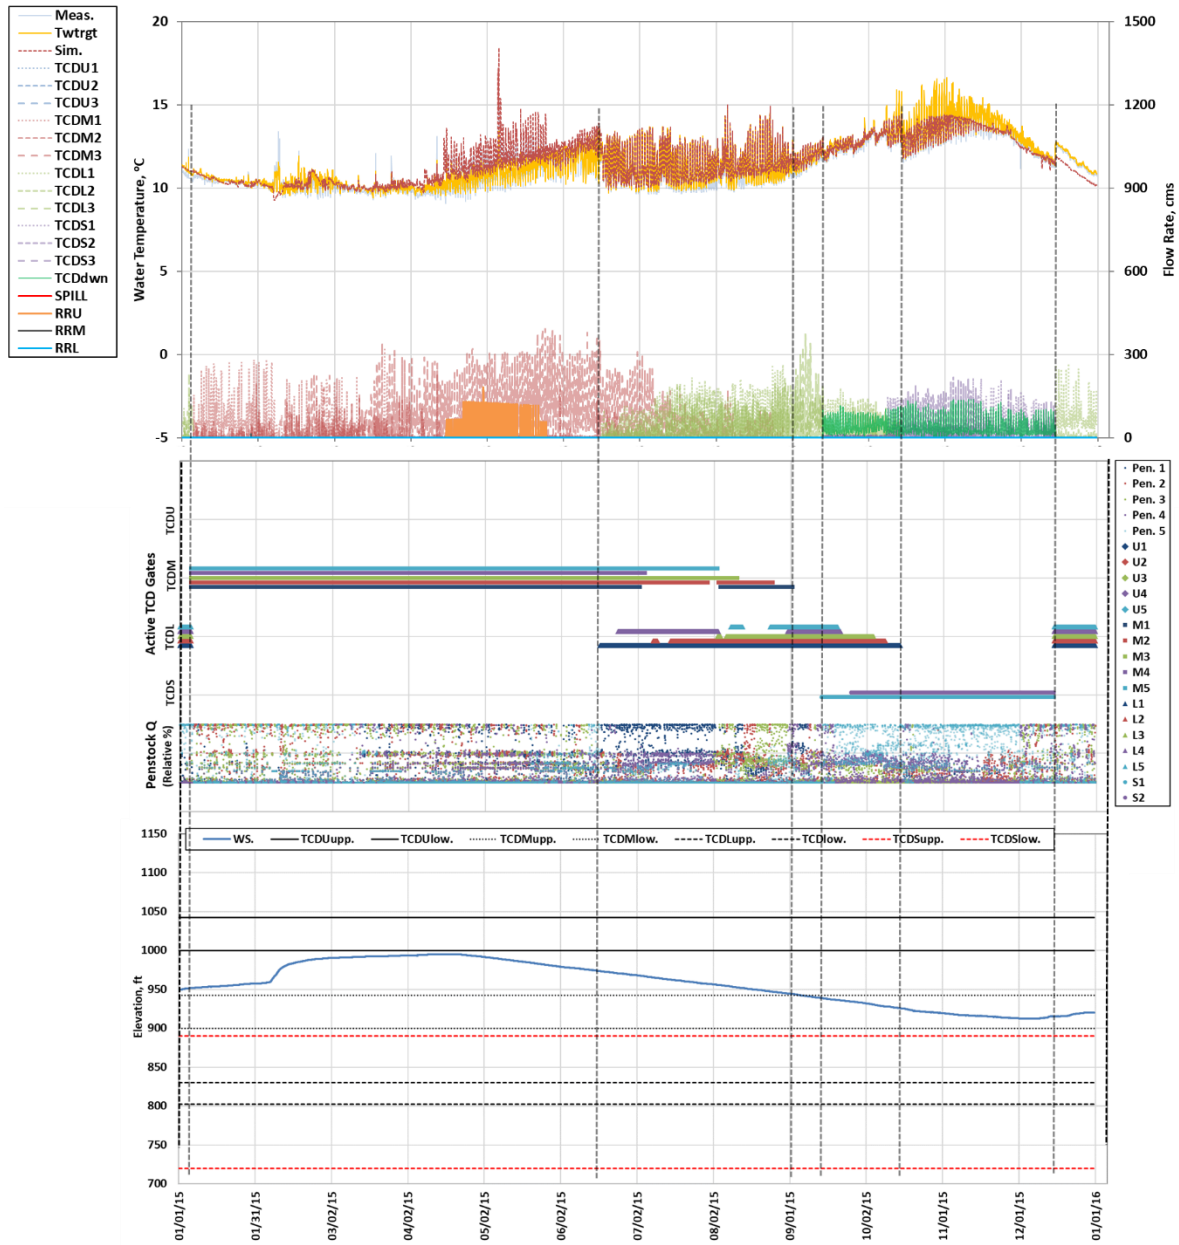 Meas.
Twtrgt
Sim.
TCDU1
TCDU2
TCDU3
TCDM1
TCDM2
TCDM3
TCDL1
TCDL2
TCDL3
TCDS1
TCDS2
TCDS3
TCDdwn
SPILL
RRU
RRM
RRL
20
15
10
5
0
-5
Water Temperature, °C
1500
1200
900
600
300
0
Flow Rate, cms
TCDU
TCDM
TCDL
TCDS
Active TCD Gates
Penstock Q
(Relative %)
Pen. 1
Pen. 2
Pen. 3
Pen. 4
Pen. 5
U1
U2
U3
U4
U5
M1
M2
M3
M4
M5
L1
L2
L3
L4
L5
S1
S2
WS. TCDUupp. TCDUlow. TCDMupp. TCDMlow. TCDLupp. TCDlow. TCDSupp. TCDSlow.
1150
1100
1050
1000
950
900
850
800
750
700
Elevation, ft
01/01/15
01/31/15
03/02/15
04/02/15
05/02/15
06/02/15
07/02/15
08/02/15
09/01/15
10/02/15
11/01/15
12/01/15
01/01/16